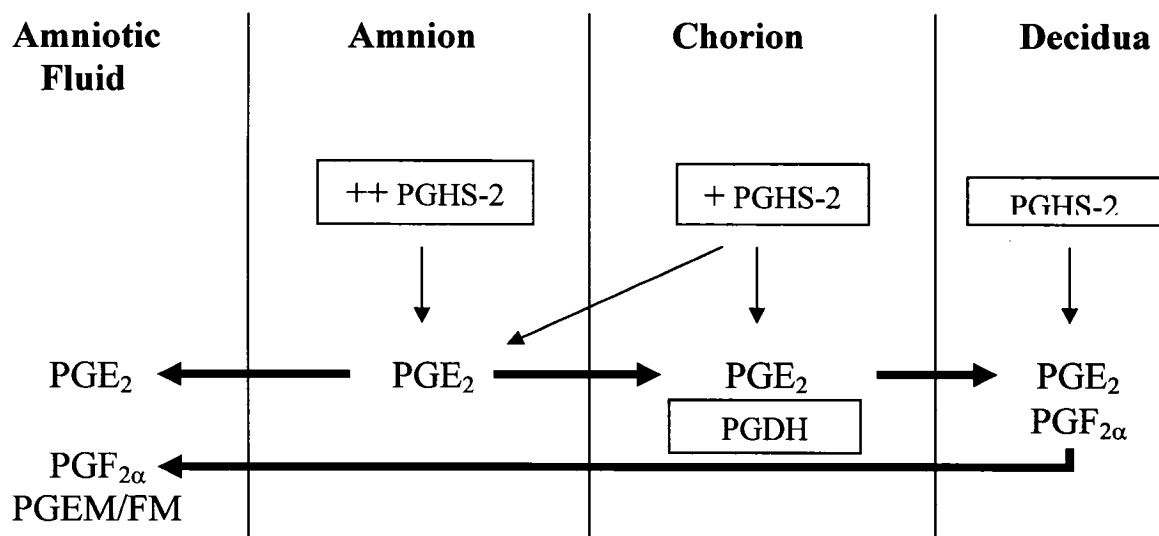 Amniotic Fluid
Amnion
Chorion
Decidua
++ PGHS-2
+ PGHS-2
PGHS-2
PGE₂
PGE₂
PGE₂
PGE₂
PGF₂α
PGDH
PGF₂α
PGEM/FM